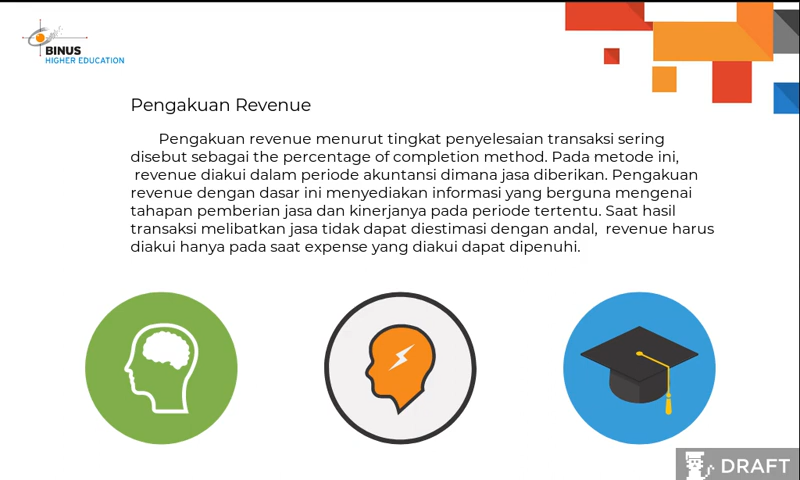 BINUS
HIGHER EDUCATION
Pengakuan Revenue
Pengakuan revenue menurut tingkat penyelesaian transaksi sering
disebut sebagai the percentage of completion method. Pada metode ini,
revenue diakui dalam periode akuntansi dimana jasa diberikan. Pengakuan
revenue dengan dasar ini menyediakan informasi yang berguna mengenai
tahapan pemberian jasa dan kinerjanya pada periode tertentu. Saat hasil
transaksi melibatkan jasa tidak dapat diestimasi dengan andal, revenue harus
diakui hanya pada saat expense yang diakui dapat dipenuhi.
DRAFT